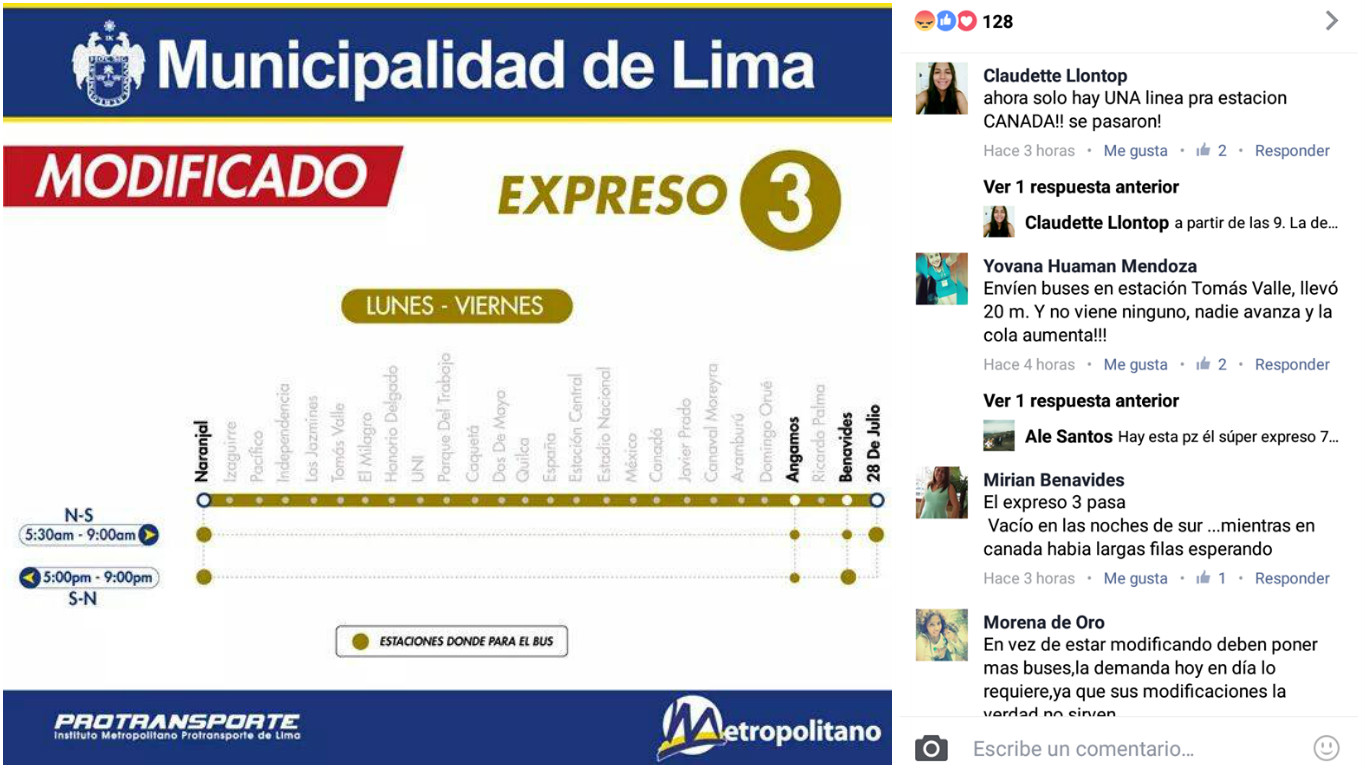 Municipalidad de Lima
MODIFICADO
EXPRESO 3
LUNES - VIERNES
Naranjal
Izaguirre
Pacífico
Independencia
Los Jazmines
Tomás Valle
El Milagro
Honorio Delgado
UNI
Parque Del Trabajo
Caquetá
Dos De Mayo
Quilca
España
Estación Central
Estadio Nacional
México
Canadá
Javier Prado
Canaval Moreyra
Aramburú
Domingo Orué
Angamos
Ricardo Palma
Benavides
28 De Julio
N-S
5:30am - 9:00am
5:00pm - 9:00pm
S-N
ESTACIONES DONDE PARA EL BUS
PROTRANSPORTE
Instituto Metropolitano Protransporte de Lima
Metropolitano
128
Claudette Llontop
ahora solo hay UNA linea pra estacion
CANADA!! se pasaron!
Hace 3 horas • Me gusta • 2 • Responder
Ver 1 respuesta anterior
Claudette Llontop a partir de las 9. La de...
Yovana Huaman Mendoza
Envíen buses en estación Tomás Valle, llevó
20 m. Y no viene ninguno, nadie avanza y la
cola aumenta!!!
Hace 4 horas • Me gusta • 2 • Responder
Ver 1 respuesta anterior
Ale Santos Hay esta pz él súper expreso 7...
Mirian Benavides
El expreso 3 pasa
Vacío en las noches de sur ...mientras en
canada habia largas filas esperando
Hace 3 horas • Me gusta • 1 • Responder
Morena de Oro
En vez de estar modificando deben poner
mas buses,la demanda hoy en día lo
requiere,ya que sus modificaciones la
verdad no sirven
Escribe un comentario...